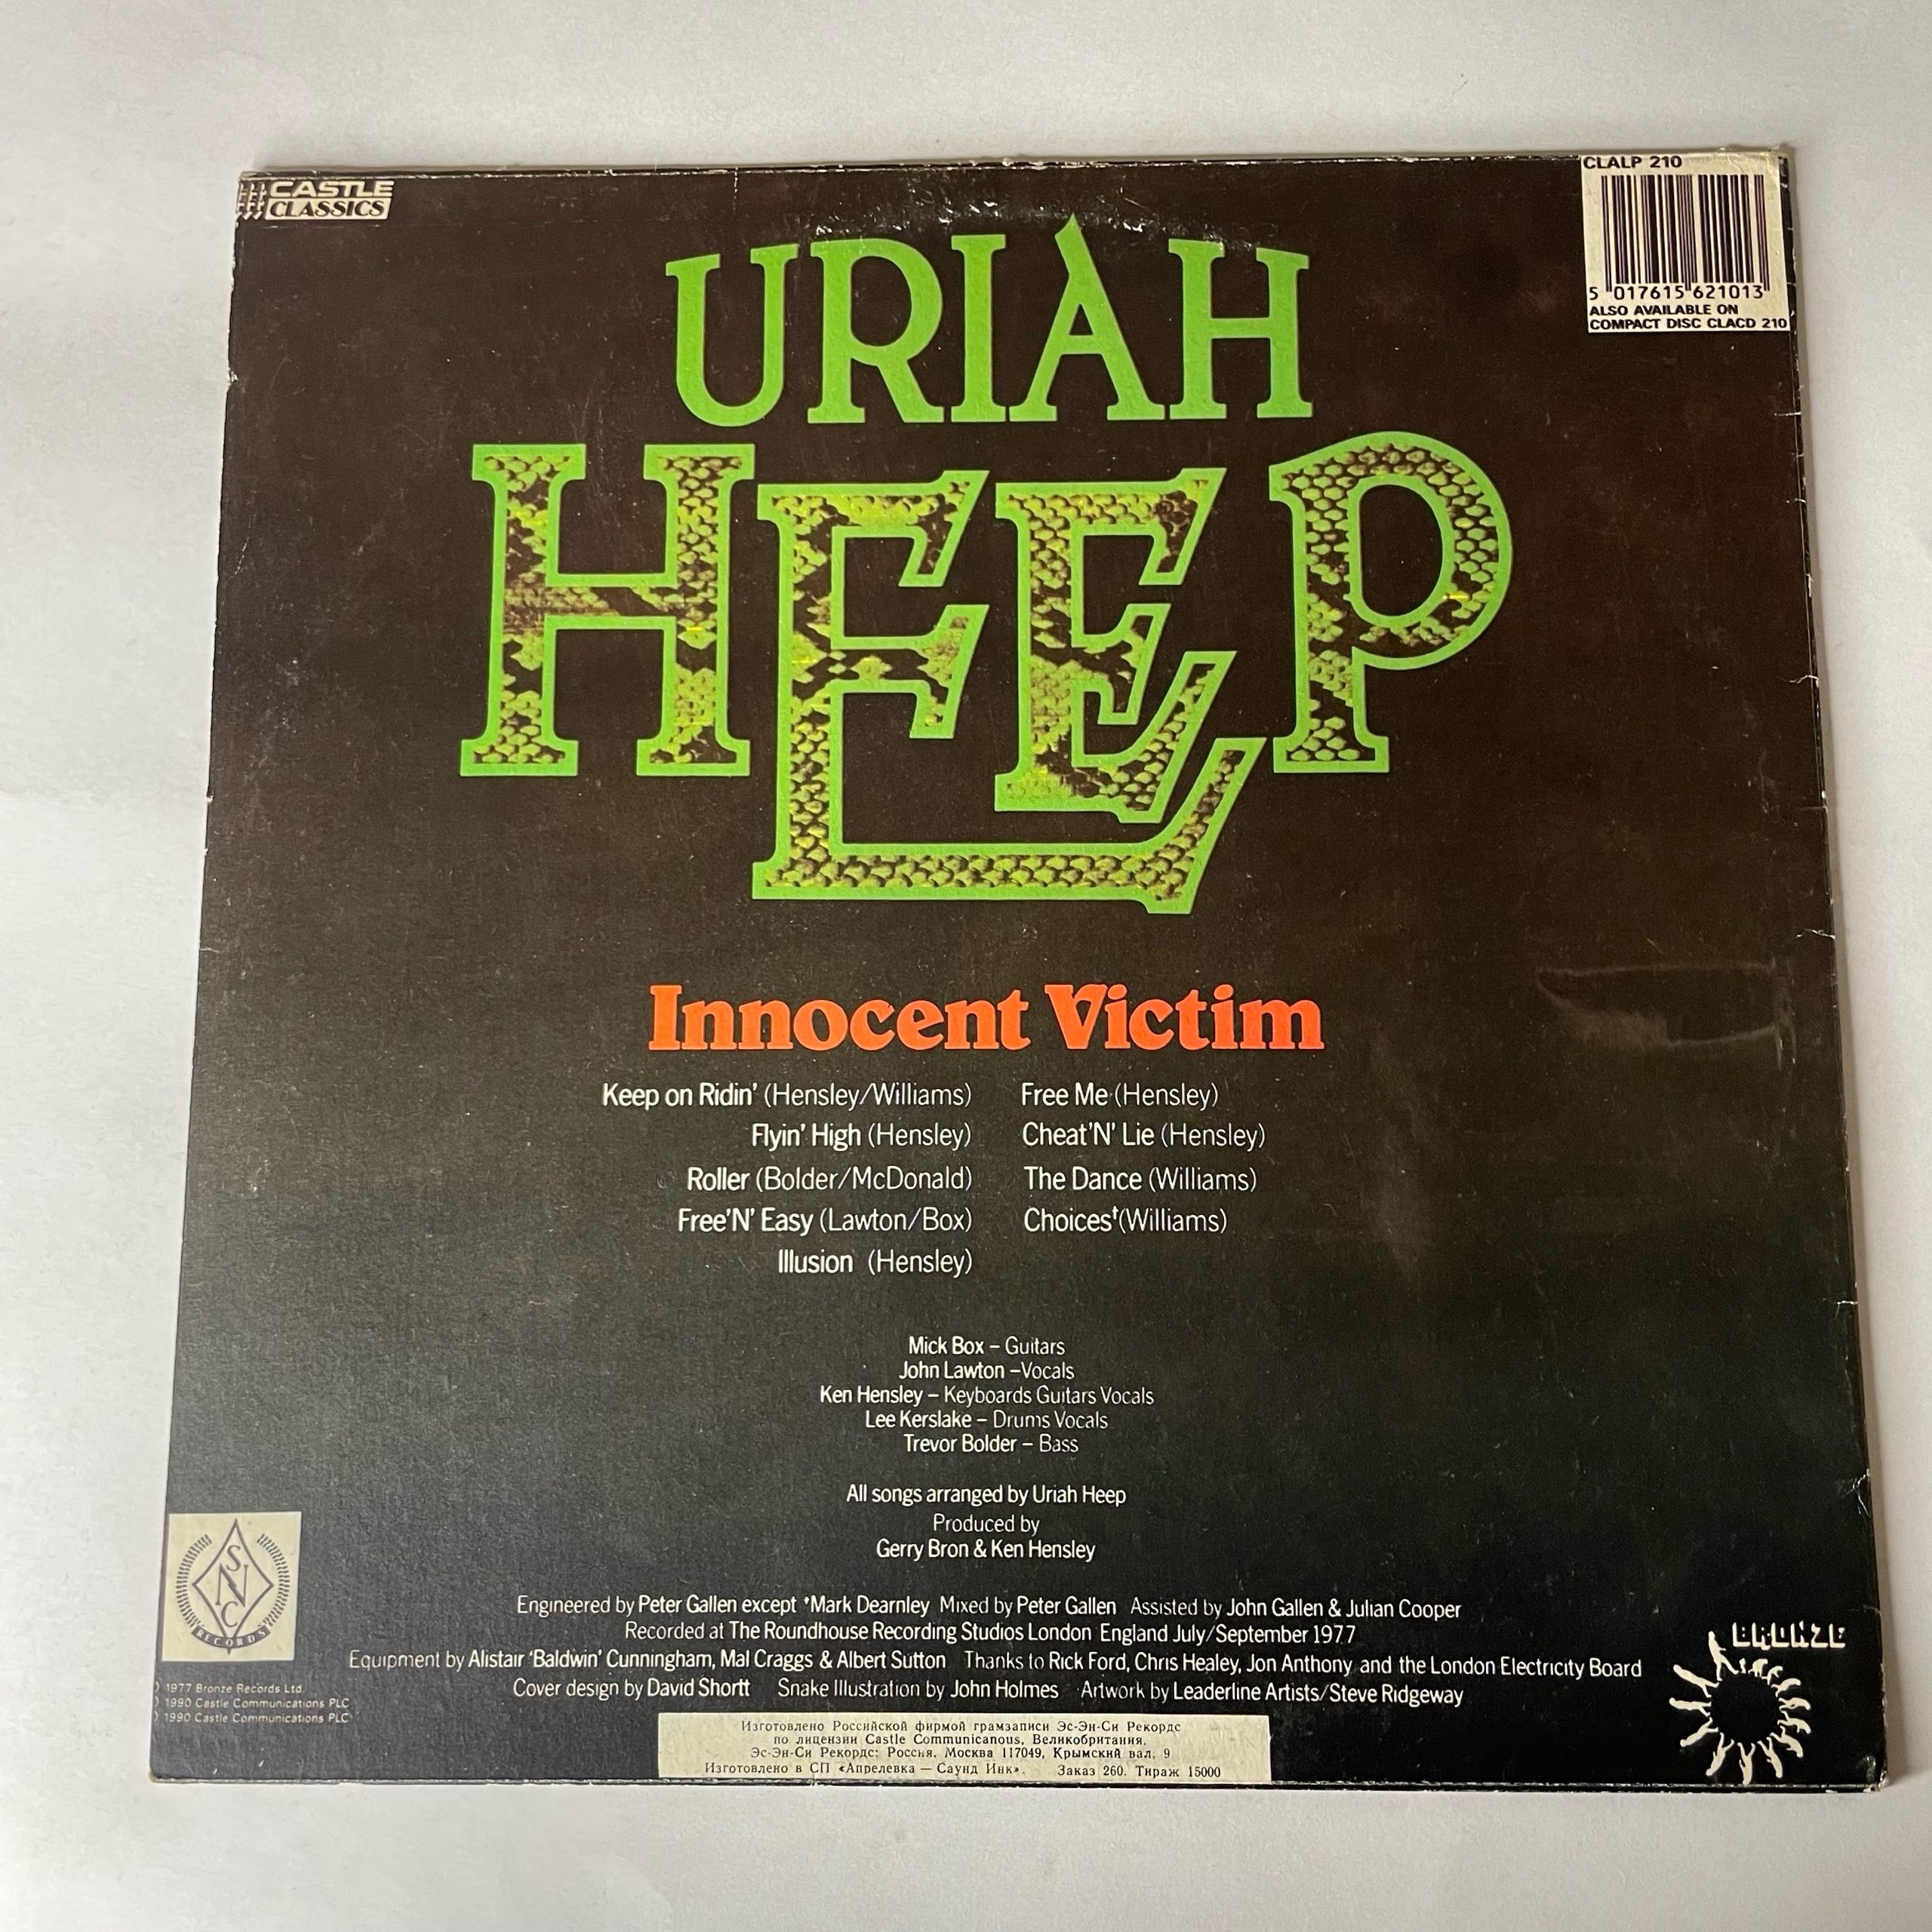 CASTLE
CLASSICS
CLALP 210
5 017615 621013
ALSO AVAILABLE ON
COMPACT DISC CLACD 210
URIAH
HEEP
Innocent Victim
Keep on Ridin' (Hensley/Williams)
Flyin' High (Hensley)
Roller (Bolder/McDonald)
Free'N' Easy (Lawton/Box)
Illusion (Hensley)
Free Me (Hensley)
Cheat'N' Lie (Hensley)
The Dance (Williams)
Choices† (Williams)
Mick Box – Guitars
John Lawton –Vocals
Ken Hensley – Keyboards Guitars Vocals
Lee Kerslake – Drums Vocals
Trevor Bolder – Bass
All songs arranged by Uriah Heep
Produced by
Gerry Bron & Ken Hensley
Engineered by Peter Gallen except †Mark Dearnley Mixed by Peter Gallen Assisted by John Gallen & Julian Cooper
Recorded at The Roundhouse Recording Studios London England July/September 1977
Equipment by Alistair 'Baldwin' Cunningham, Mal Craggs & Albert Sutton Thanks to Rick Ford, Chris Healey, Jon Anthony and the London Electricity Board
Cover design by David Shortt Snake Illustration by John Holmes Artwork by Leaderline Artists/Steve Ridgeway
SNC
RECORDS
1977 Bronze Records Ltd.
1990 Castle Communications PLC
1990 Castle Communications PLC
BRONZE
Изготовлено Российской фирмой грамзаписи Эс-Эн-Си Рекордс
по лицензии Castle Communicanous, Великобритания.
Эс-Эн-Си Рекордс: Россия, Москва 117049, Крымский вал, 9
Изготовлено в СП «Апрелевка — Саунд Инк». Заказ 260. Тираж 15000